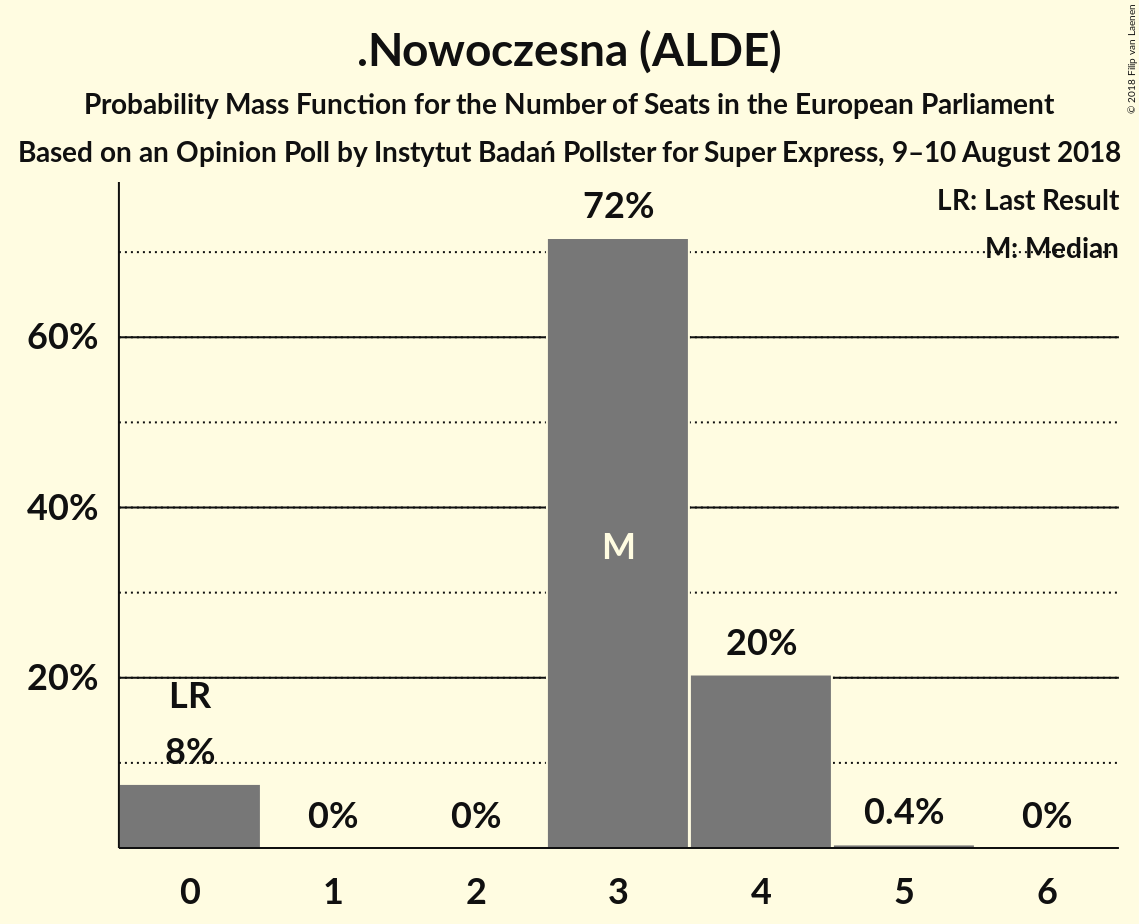 .Nowoczesna (ALDE)
Probability Mass Function for the Number of Seats in the European Parliament
Based on an Opinion Poll by Instytut Badań Pollster for Super Express, 9–10 August 2018
© 2018 Filip van Laenen
LR: Last Result
M: Median
72%
60%
40%
M
20%
20%
LR
8%
0%
0%
0.4%
0%
0 1 2 3 4 5 6